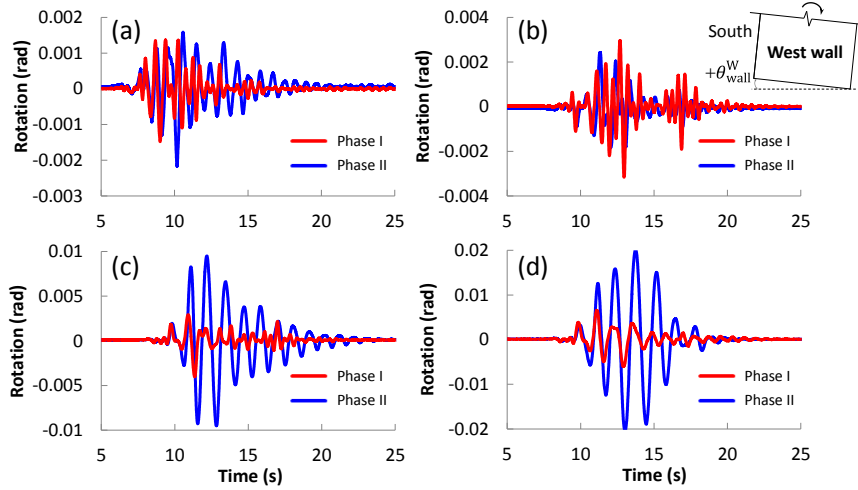 (a)
Rotation (rad)
0.002
0.001
0
-0.001
-0.002
-0.003
5 10 15 20 25
Phase I
Phase II
(b)
Rotation (rad)
0.004
0.002
0.000
-0.002
-0.004
5 10 15 20 25
Phase I
Phase II
South
West wall
+θ^W_wall
(c)
Rotation (rad)
0.01
0.005
0
-0.005
-0.01
5 10 15 20 25
Time (s)
Phase I
Phase II
(d)
Rotation (rad)
0.02
0.01
0.00
-0.01
-0.02
5 10 15 20 25
Time (s)
Phase I
Phase II